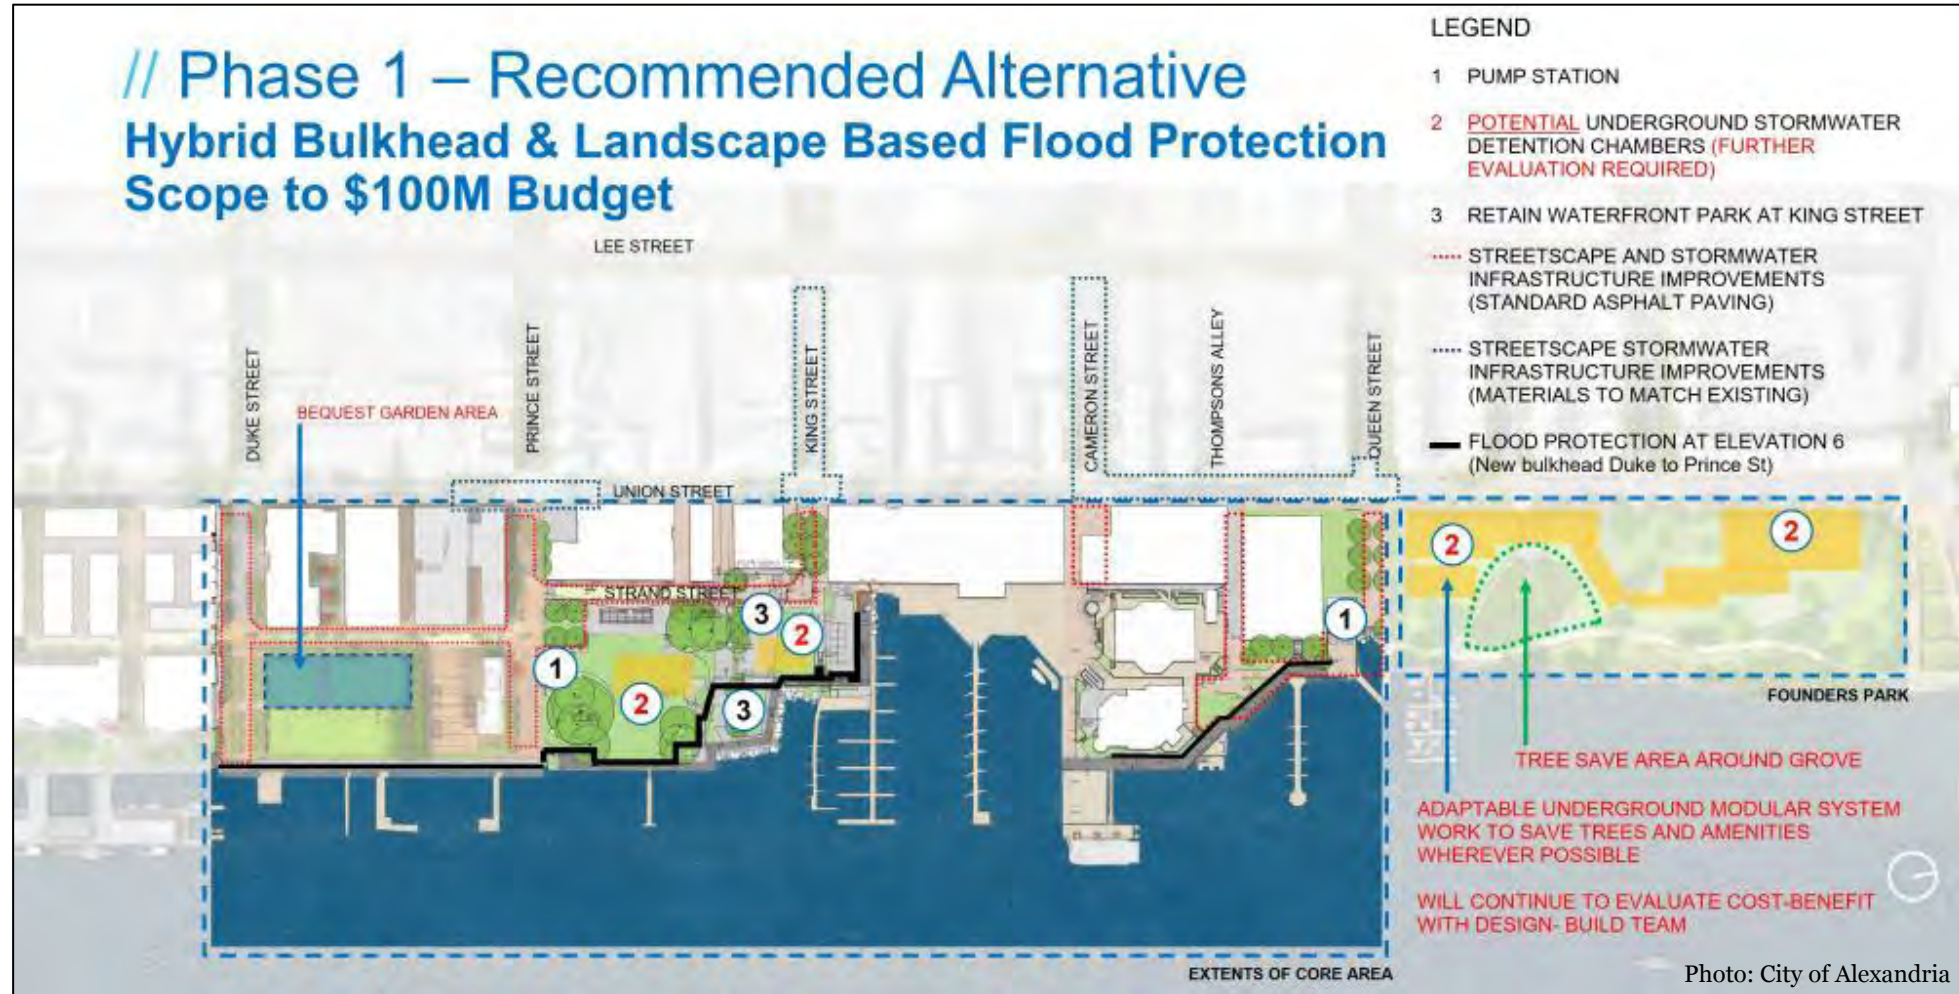 // Phase 1 – Recommended Alternative
Hybrid Bulkhead & Landscape Based Flood Protection
Scope to $100M Budget
LEGEND
1 PUMP STATION
2 POTENTIAL UNDERGROUND STORMWATER
DETENTION CHAMBERS (FURTHER
EVALUATION REQUIRED)
3 RETAIN WATERFRONT PARK AT KING STREET
STREETSCAPE AND STORMWATER
INFRASTRUCTURE IMPROVEMENTS
(STANDARD ASPHALT PAVING)
STREETSCAPE STORMWATER
INFRASTRUCTURE IMPROVEMENTS
(MATERIALS TO MATCH EXISTING)
FLOOD PROTECTION AT ELEVATION 6
(New bulkhead Duke to Prince St)
LEE STREET
DUKE STREET
BEQUEST GARDEN AREA
PRINCE STREET
KING STREET
CAMERON STREET
THOMPSONS ALLEY
QUEEN STREET
UNION STREET
STRAND STREET
1
2
3
2
3
1
2
2
FOUNDERS PARK
TREE SAVE AREA AROUND GROVE
ADAPTABLE UNDERGROUND MODULAR SYSTEM
WORK TO SAVE TREES AND AMENITIES
WHEREVER POSSIBLE
WILL CONTINUE TO EVALUATE COST-BENEFIT
WITH DESIGN- BUILD TEAM
EXTENTS OF CORE AREA
Photo: City of Alexandria